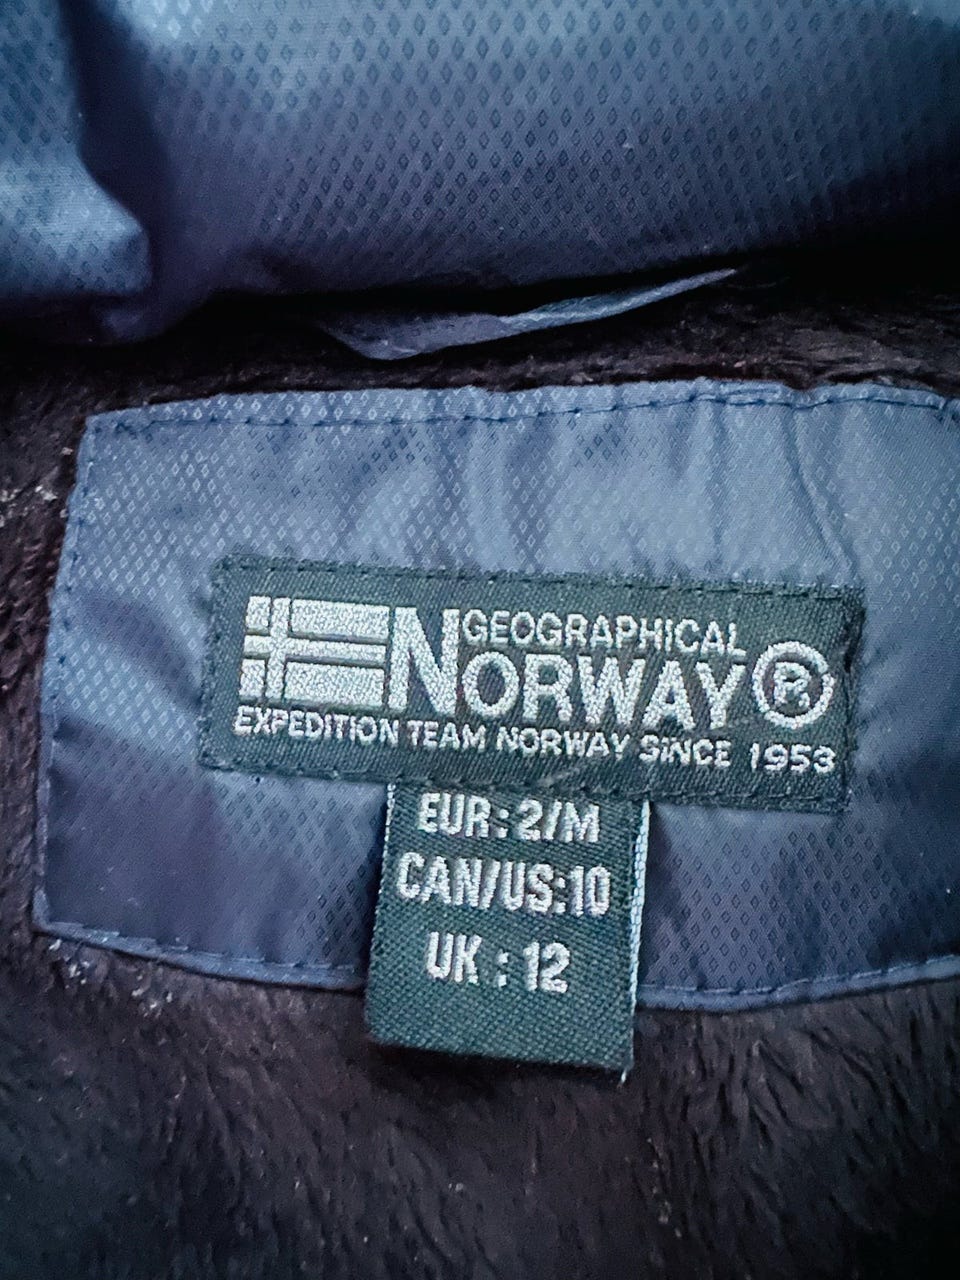 GEOGRAPHICAL
NORWAY ®
EXPEDITION TEAM NORWAY SINCE 1953
EUR: 2/M
CAN/US:10
UK : 12